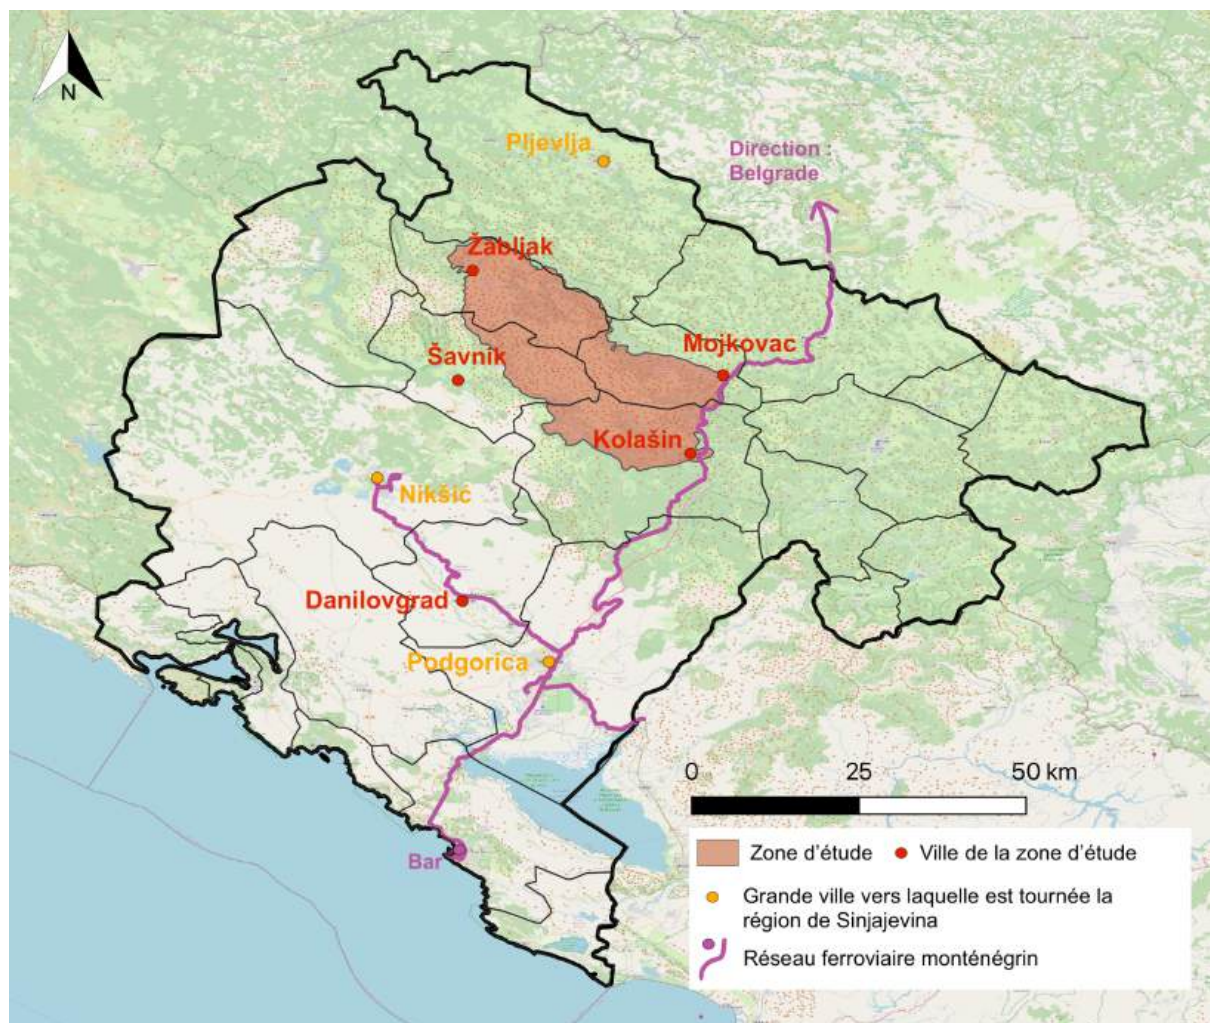 N
Pljevlja
Direction :
Belgrade
Žabljak
Mojkovac
Šavnik
Kolašin
Nikšić
Danilovgrad
Podgorica
0 25 50 km
Bar
Zone d'étude Ville de la zone d'étude
Grande ville vers laquelle est tournée la
région de Sinjajevina
Réseau ferroviaire monténégrin